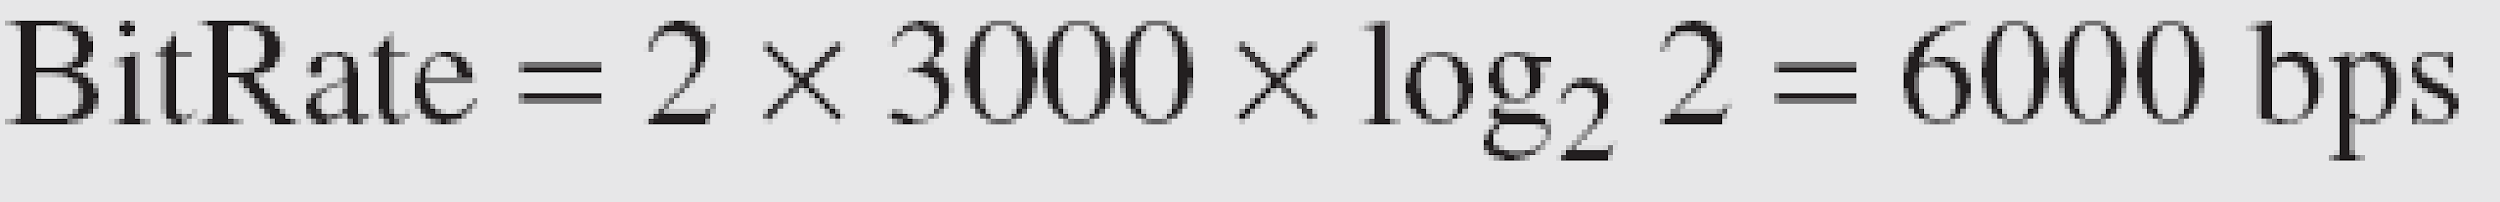 BitRate = 2 × 3000 × log₂ 2 = 6000 bps